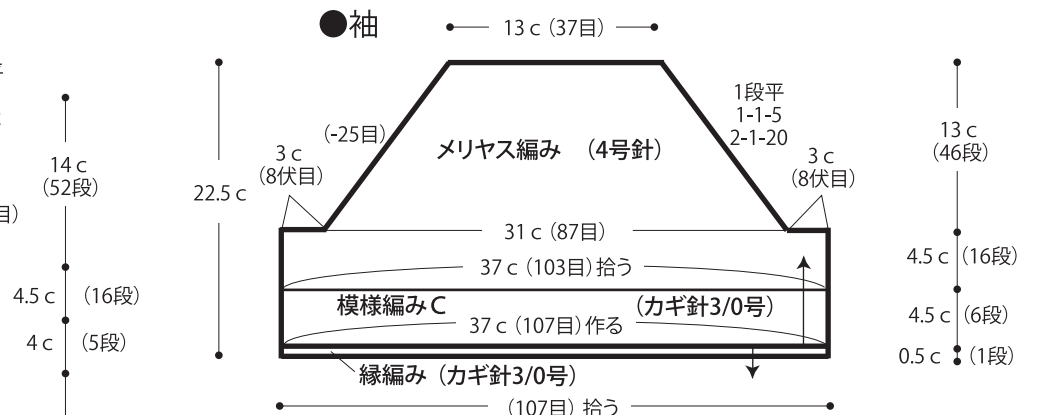 ●袖
13 c (37目)
1段平
1-1-5
2-1-20
(-25目)
メリヤス編み (4号針)
3 c
(8伏目)
3 c
(8伏目)
22.5 c
31 c (87目)
37 c (103目) 拾う
模様編み C (カギ針3/0号)
37 c (107目) 作る
縁編み (カギ針3/0号)
(107目) 拾う
13 c
(46段)
4.5 c (16段)
4.5 c (6段)
0.5 c (1段)
14 c
(52段)
目)
4.5 c (16段)
4 c (5段)